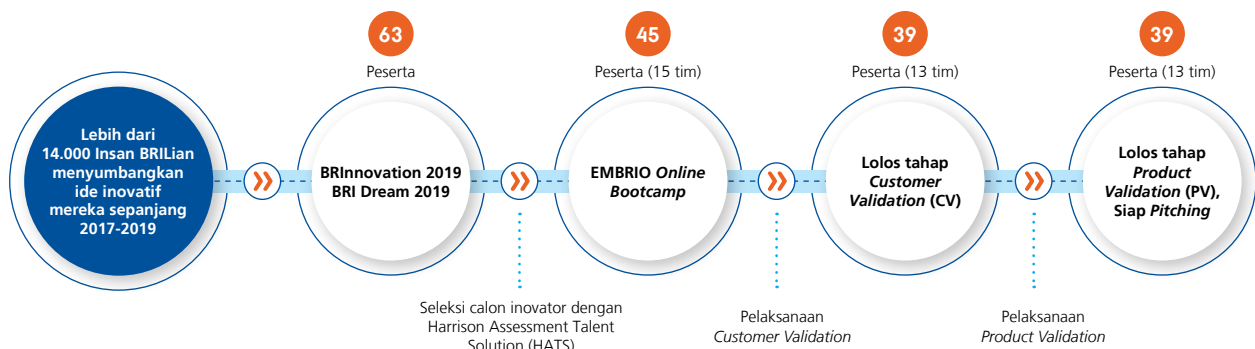 Lebih dari
14.000 Insan BRILian
menyumbangkan
ide inovatif
mereka sepanjang
2017-2019
63
Peserta
BRInnovation 2019
BRI Dream 2019
Seleksi calon inovator dengan
Harrison Assessment Talent
Solution (HATS)
45
Peserta (15 tim)
EMBRIO Online
Bootcamp
Pelaksanaan
Customer Validation
39
Peserta (13 tim)
Lolos tahap
Customer
Validation (CV)
Pelaksanaan
Product Validation
39
Peserta (13 tim)
Lolos tahap
Product
Validation (PV),
Siap Pitching